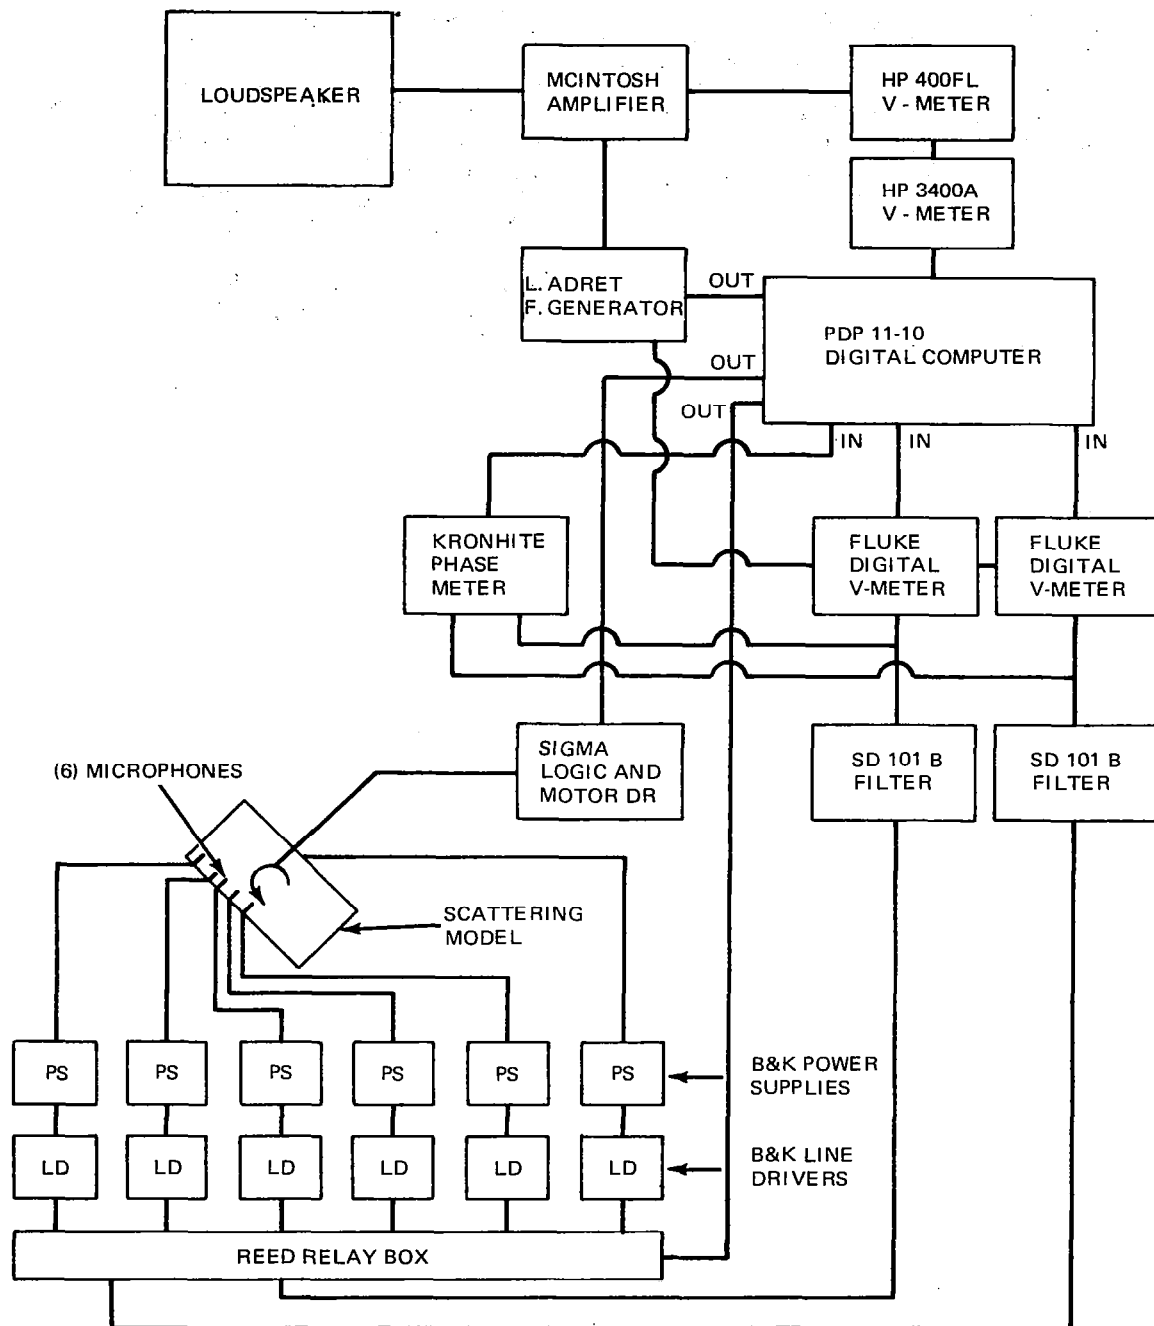 LOUDSPEAKER
MCINTOSH
AMPLIFIER
HP 400FL
V - METER
HP 3400A
V - METER
L. ADRET
F. GENERATOR
OUT
PDP 11-10
DIGITAL COMPUTER
OUT
OUT
IN
IN
IN
KRONHITE
PHASE
METER
FLUKE
DIGITAL
V-METER
FLUKE
DIGITAL
V-METER
SIGMA
LOGIC AND
MOTOR DR
SD 101 B
FILTER
SD 101 B
FILTER
(6) MICROPHONES
SCATTERING
MODEL
PS
PS
PS
PS
PS
PS
B&K POWER
SUPPLIES
LD
LD
LD
LD
LD
LD
B&K LINE
DRIVERS
REED RELAY BOX